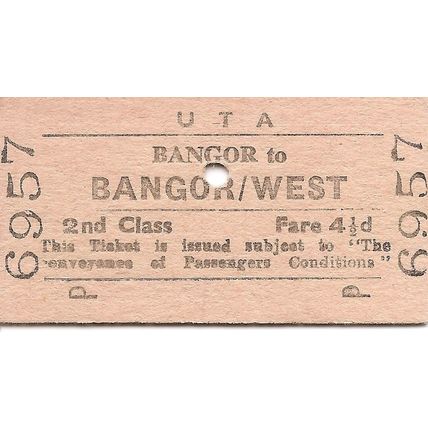 U T A
BANGOR to
BANGOR/WEST
2nd Class Fare 4½d
This Ticket is issued subject to "The
conveyance of Passengers Conditions"
P P
6957 6957